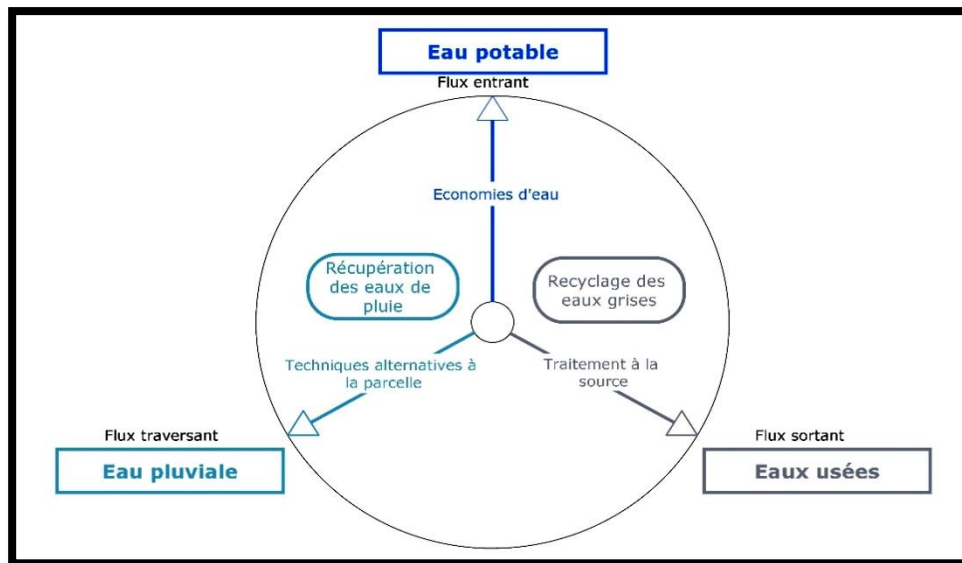 Eau potable
Flux entrant
Economies d'eau
Récupération
des eaux de
pluie
Recyclage des
eaux grises
Techniques alternatives à
la parcelle
Traitement à la
source
Flux traversant
Eau pluviale
Flux sortant
Eaux usées